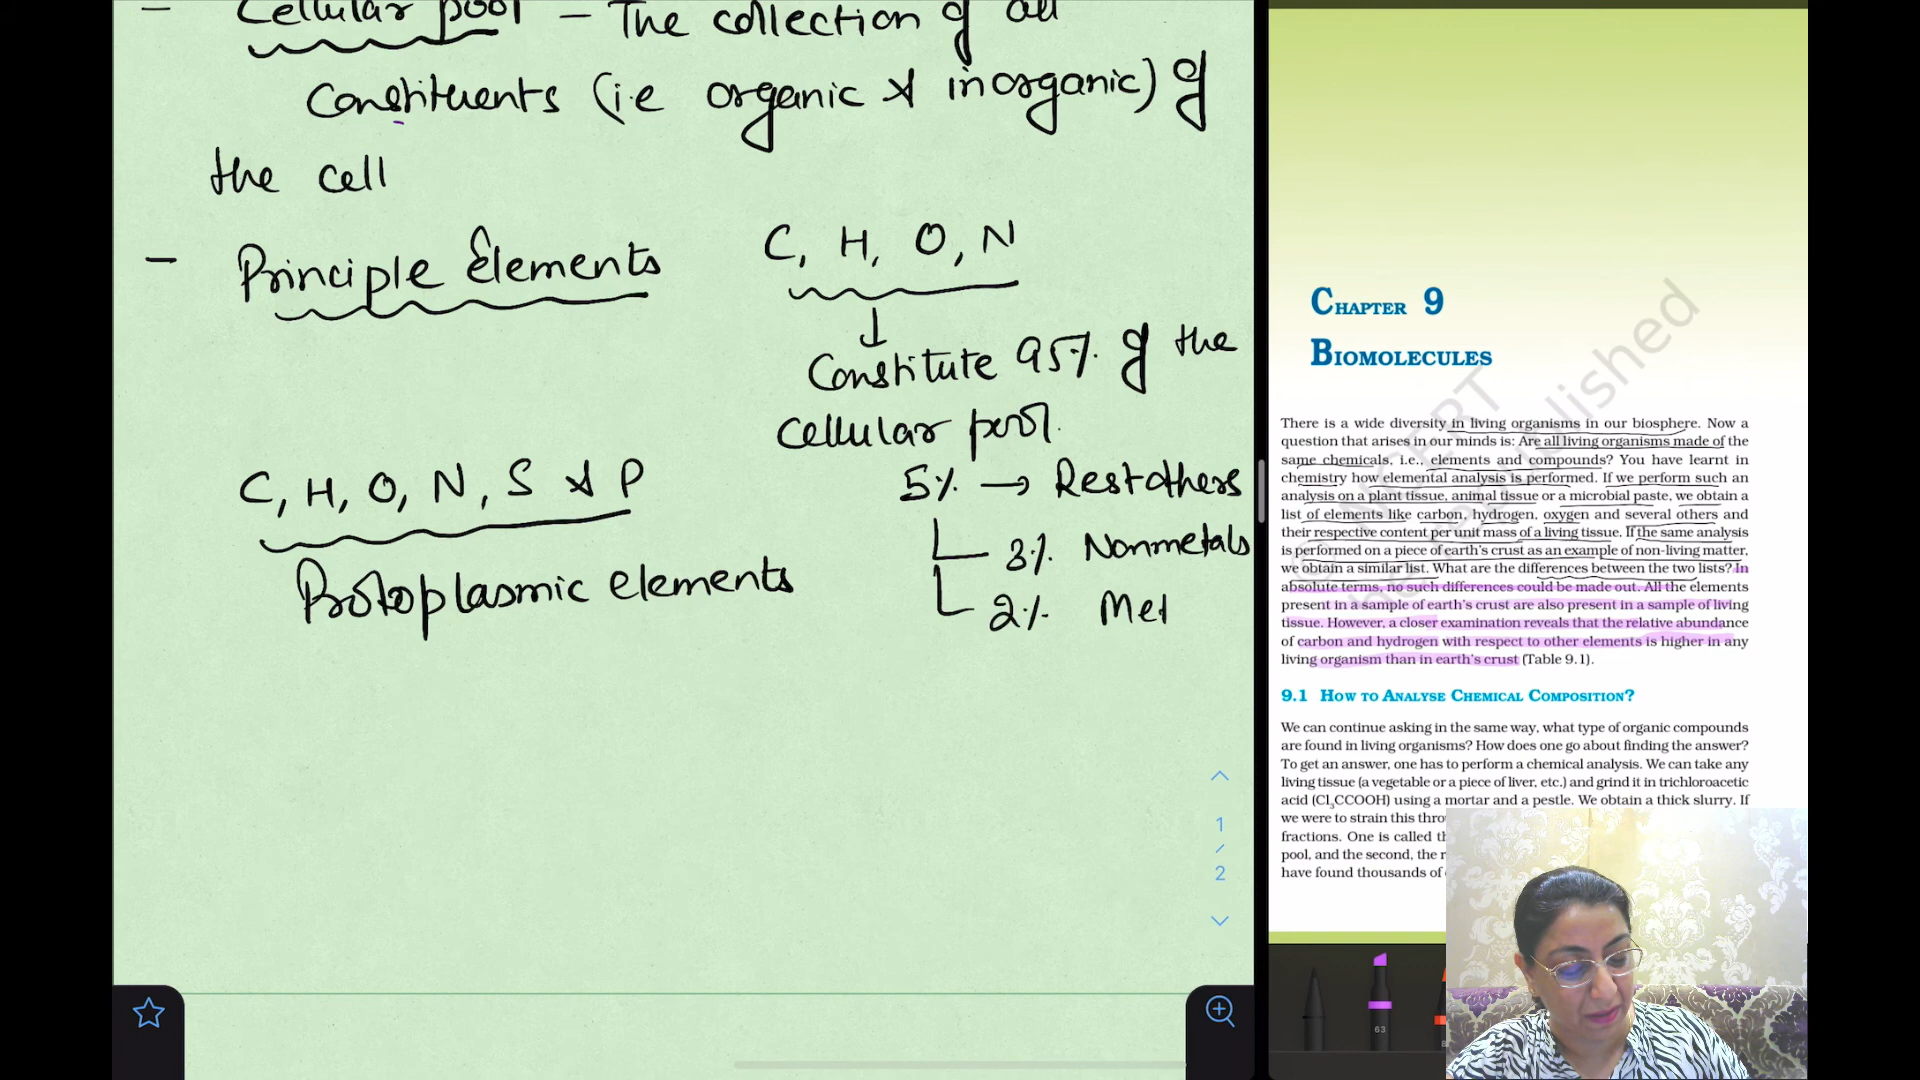 - Cellular pool - The collection of all
constituents (i.e organic & inorganic) of
the cell
- Principle Elements C, H, O, N
Constitute 95% of the
cellular pool.
C, H, O, N, S & P
5% → Rest others
3% Nonmetals
2% Met
Protoplasmic elements
1
/
2
CHAPTER 9
BIOMOLECULES
There is a wide diversity in living organisms in our biosphere. Now a
question that arises in our minds is: Are all living organisms made of the
same chemicals, i.e., elements and compounds? You have learnt in
chemistry how elemental analysis is performed. If we perform such an
analysis on a plant tissue, animal tissue or a microbial paste, we obtain a
list of elements like carbon, hydrogen, oxygen and several others and
their respective content per unit mass of a living tissue. If the same analysis
is performed on a piece of earth's crust as an example of non-living matter,
we obtain a similar list. What are the differences between the two lists? In
absolute terms, no such differences could be made out. All the elements
present in a sample of earth's crust are also present in a sample of living
tissue. However, a closer examination reveals that the relative abundance
of carbon and hydrogen with respect to other elements is higher in any
living organism than in earth's crust (Table 9.1).
9.1 HOW TO ANALYSE CHEMICAL COMPOSITION?
We can continue asking in the same way, what type of organic compounds
are found in living organisms? How does one go about finding the answer?
To get an answer, one has to perform a chemical analysis. We can take any
living tissue (a vegetable or a piece of liver, etc.) and grind it in trichloroacetic
acid (Cl3CCOOH) using a mortar and a pestle. We obtain a thick slurry. If
we were to strain this thro
fractions. One is called th
pool, and the second, the r
have found thousands of
63